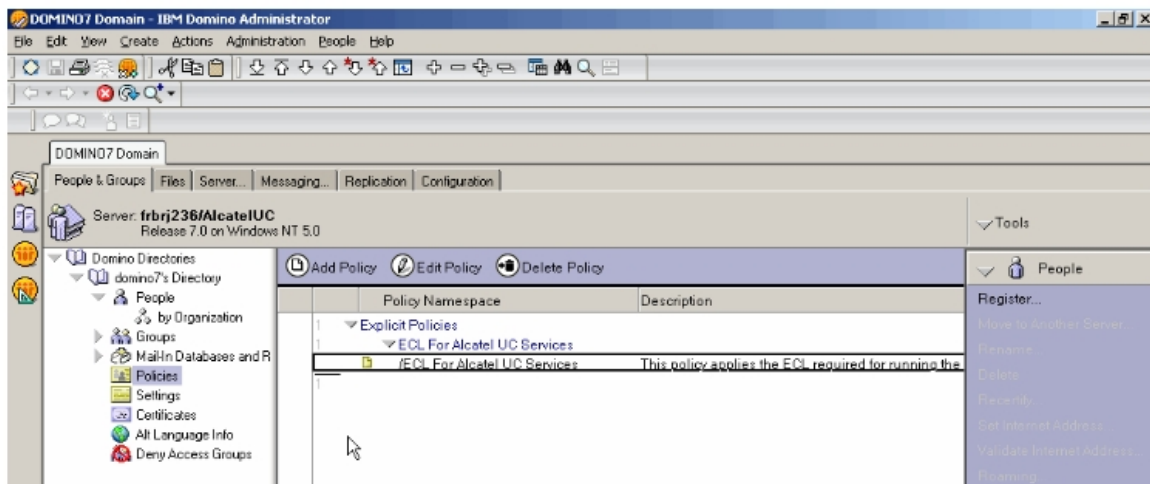 DOMINO7 Domain - IBM Domino Administrator
File Edit View Create Actions Administration People Help
DOMINO7 Domain
People & Groups Files Server... Messaging... Replication Configuration
Server: frbrj236/AlcatelUC
Release 7.0 on Windows NT 5.0
Tools
Domino Directories
domino7's Directory
People
by Organization
Groups
Mail-In Databases and R
Policies
Settings
Certificates
Alt Language Info
Deny Access Groups
Add Policy Edit Policy Delete Policy
Policy Namespace Description
1 Explicit Policies
1 ECL For Alcatel UC Services
/ECL For Alcatel UC Services This policy applies the ECL required for running the
1
People
Register...
Move to Another Server...
Rename...
Delete...
Recertify...
Set Internet Address...
Validate Internet Address...
Roaming...